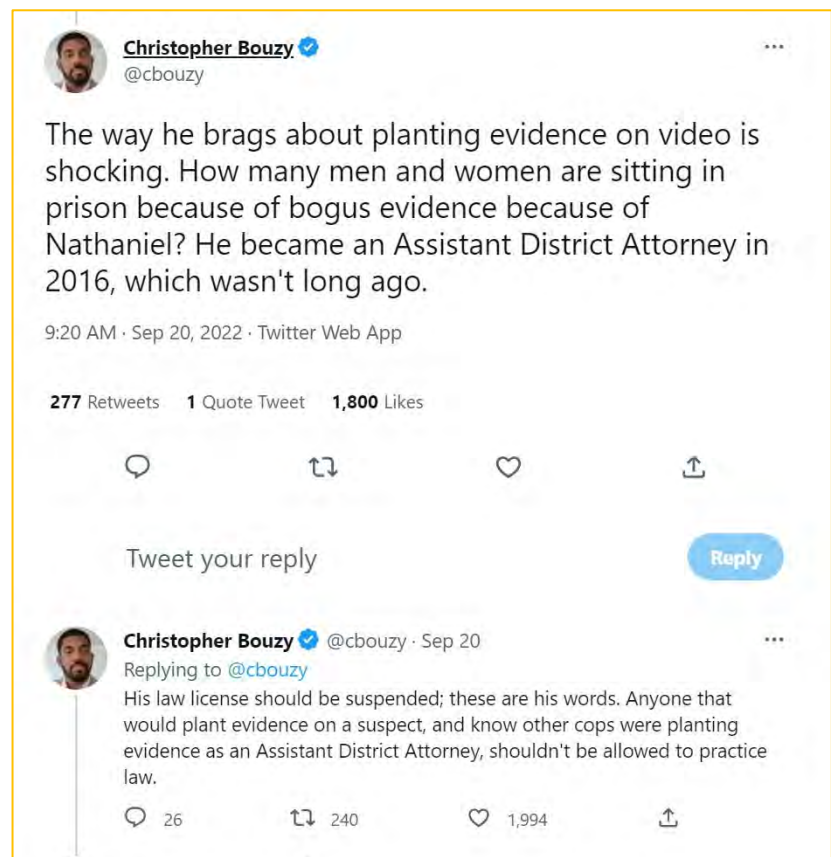 Christopher Bouzy
@cbouzy
The way he brags about planting evidence on video is
shocking. How many men and women are sitting in
prison because of bogus evidence because of
Nathaniel? He became an Assistant District Attorney in
2016, which wasn't long ago.
9:20 AM · Sep 20, 2022 · Twitter Web App
277 Retweets 1 Quote Tweet 1,800 Likes
Tweet your reply
Reply
Christopher Bouzy @cbouzy · Sep 20
Replying to @cbouzy
His law license should be suspended; these are his words. Anyone that
would plant evidence on a suspect, and know other cops were planting
evidence as an Assistant District Attorney, shouldn't be allowed to practice
law.
26 240 1,994